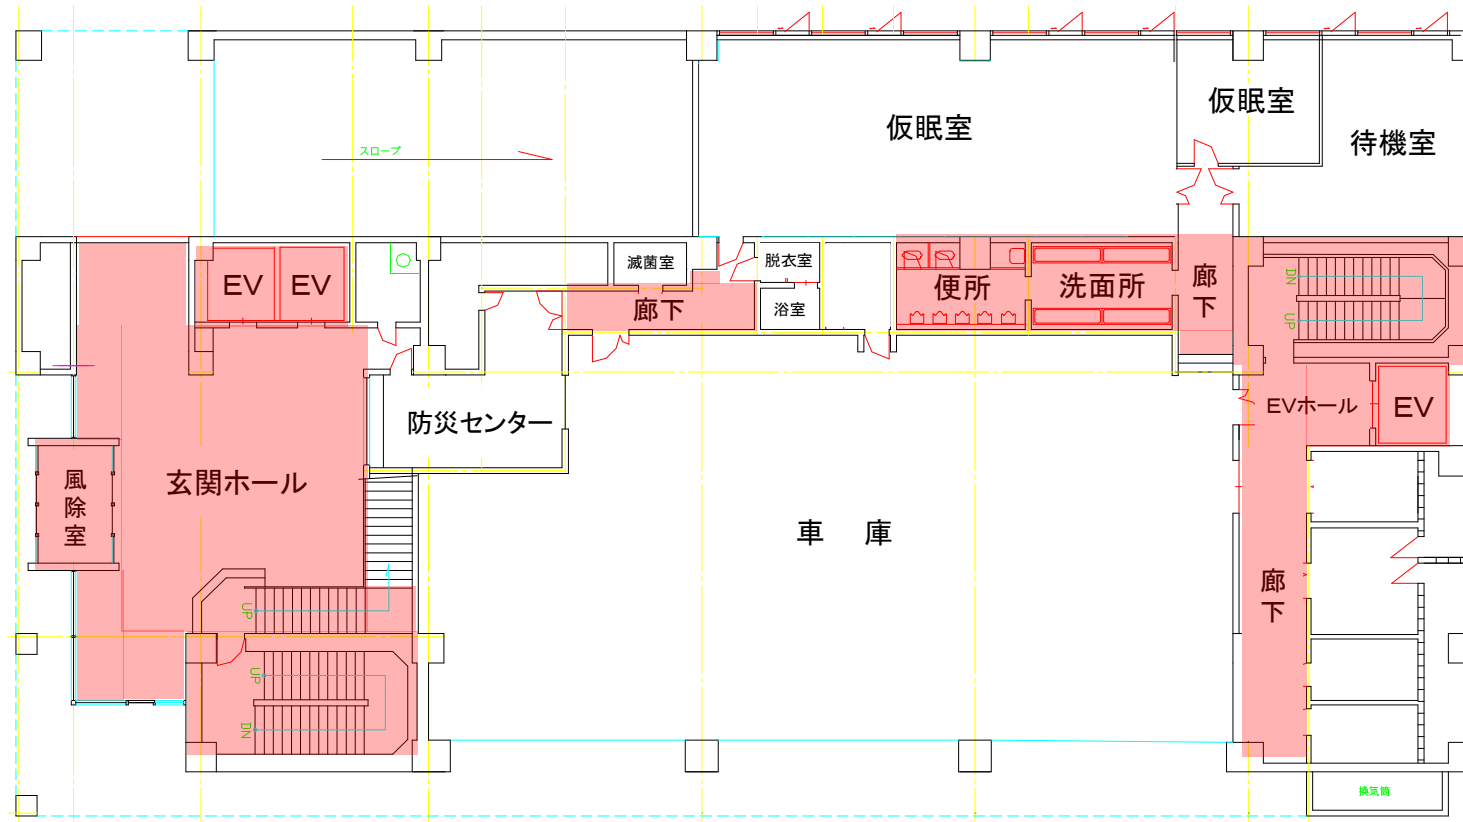 仮眠室
仮眠室
待機室
スロープ
EV
EV
滅菌室
脱衣室
浴室
廊下
便所
洗面所
廊下
DN
UP
防災センター
EVホール
EV
風除室
玄関ホール
車 庫
廊下
UP
UP
DN
換気筒